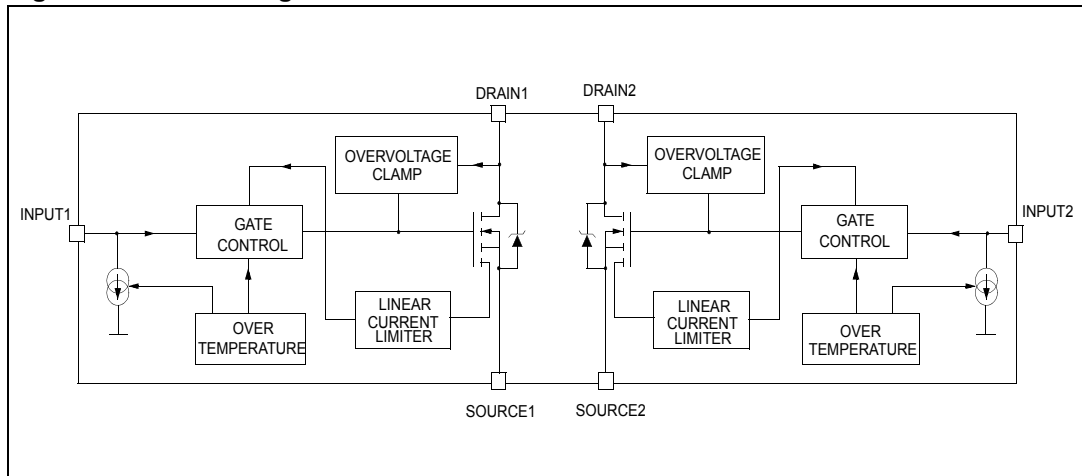 DRAIN1 DRAIN2
OVERVOLTAGE
CLAMP
OVERVOLTAGE
CLAMP
INPUT1
GATE
CONTROL
GATE
CONTROL
INPUT2
LINEAR
CURRENT
LIMITER
LINEAR
CURRENT
LIMITER
OVER
TEMPERATURE
OVER
TEMPERATURE
SOURCE1 SOURCE2